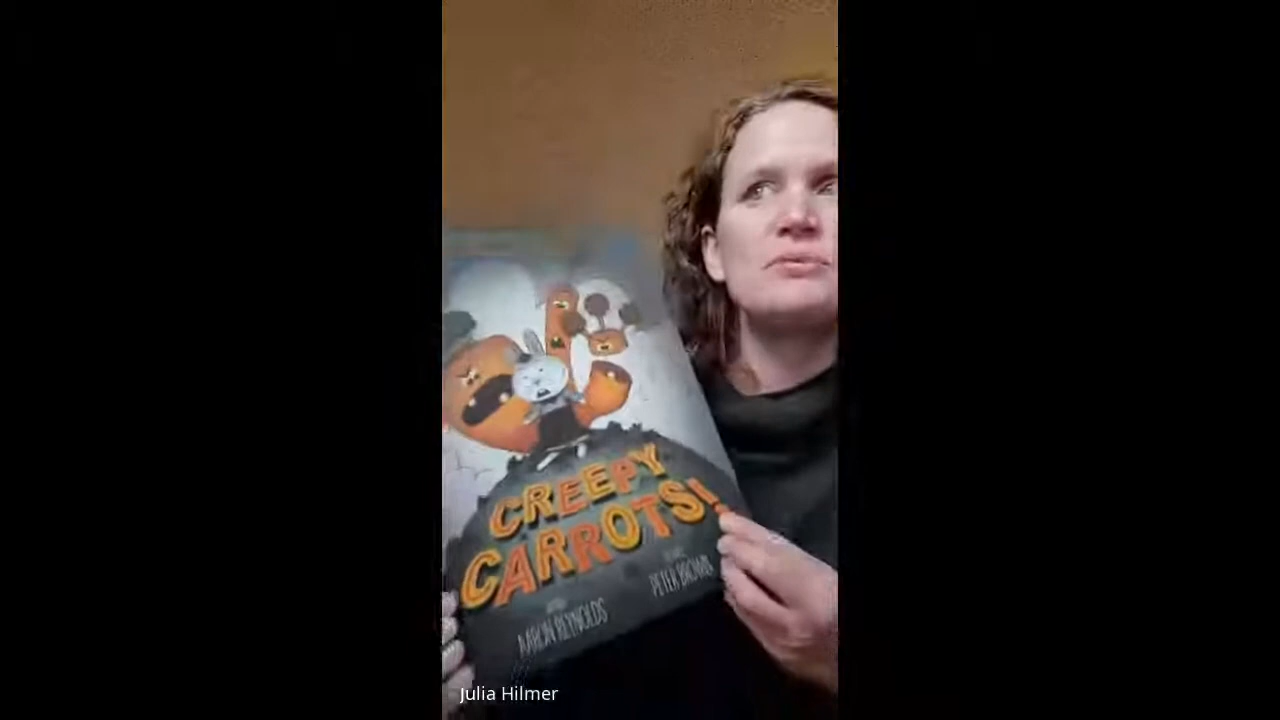 CREEPY
CARROTS!
AARON REYNOLDS
PETER BROWN
Julia Hilmer